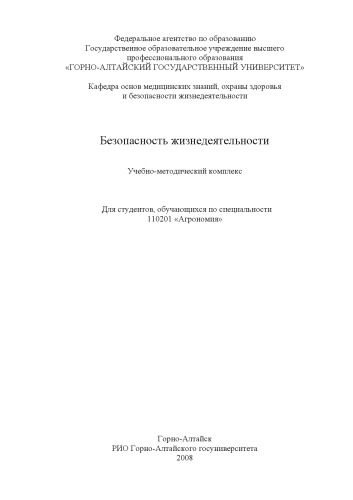 Федеральное агентство по образованию
Государственное образовательное учреждение высшего
профессионального образования
«ГОРНО-АЛТАЙСКИЙ ГОСУДАРСТВЕННЫЙ УНИВЕРСИТЕТ»
Кафедра основ медицинских знаний, охраны здоровья
и безопасности жизнедеятельности
Безопасность жизнедеятельности
Учебно-методический комплекс
Для студентов, обучающихся по специальности
110201 «Агрономия»
Горно-Алтайск
РИО Горно-Алтайского госуниверситета
2008